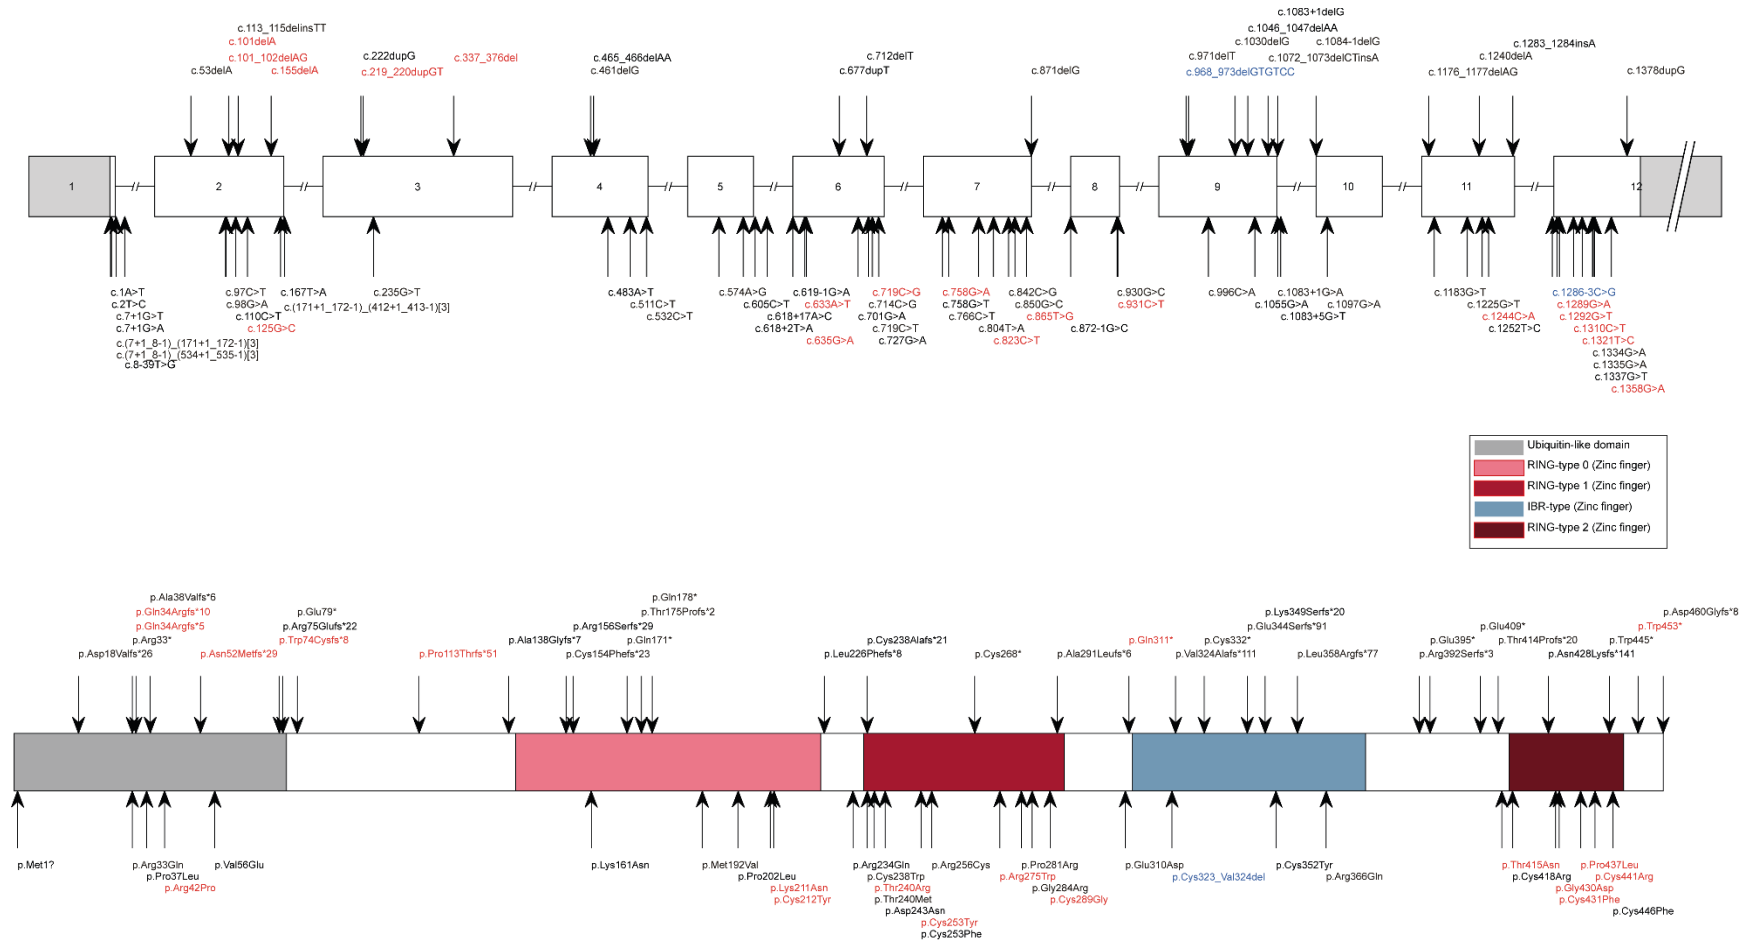 c.1083+1delG
c.113_115delinsTT
c.1046_1047delAA
c.101delA
c.1030delG
c.1084-1delG
c.1283_1284insA
c.101_102delAG
c.222dupG
c.337_376del
c.465_466delAA
c.712delT
c.971delT
c.1072_1073delCTinsA
c.1240delA
c.53delA
c.155delA
c.219_220dupGT
c.461delG
c.677dupT
c.871delG
c.968_973delGTGTCC
c.1176_1177delAG
c.1378dupG
1 2 3 4 5 6 7 8 9 10 11 12
c.1A>T
c.2T>C
c.7+1G>T
c.7+1G>A
c.(7+1_8-1)_(171+1_172-1)[3]
c.(7+1_8-1)_(534+1_535-1)[3]
c.8-39T>G
c.97C>T
c.98G>A
c.110C>T
c.125G>C
c.167T>A
c.(171+1_172-1)_(412+1_413-1)[3]
c.235G>T
c.483A>T
c.511C>T
c.532C>T
c.574A>G
c.605C>T
c.618+17A>C
c.618+2T>A
c.619-1G>A
c.633A>T
c.635G>A
c.719C>G
c.714C>G
c.701G>A
c.719C>T
c.727G>A
c.758G>A
c.758G>T
c.766C>T
c.804T>A
c.823C>T
c.842C>G
c.850G>C
c.865T>G
c.872-1G>C
c.930G>C
c.931C>T
c.996C>A
c.1055G>A
c.1083+1G>A
c.1083+5G>T
c.1097G>A
c.1183G>T
c.1225G>T
c.1244C>A
c.1252T>C
c.1286-3C>G
c.1289G>A
c.1292G>T
c.1310C>T
c.1321T>C
c.1334G>A
c.1335G>A
c.1337G>T
c.1358G>A
Ubiquitin-like domain
RING-type 0 (Zinc finger)
RING-type 1 (Zinc finger)
IBR-type (Zinc finger)
RING-type 2 (Zinc finger)
p.Ala38Valfs*6
p.Gln34Argfs*10
p.Gln34Argfs*5
p.Arg33*
p.Asp18Valfs*26
p.Asn52Metfs*29
p.Glu79*
p.Arg75Glufs*22
p.Trp74Cysfs*8
p.Pro113Thrfs*51
p.Ala138Glyfs*7
p.Gln178*
p.Thr175Profs*2
p.Arg156Serfs*29
p.Gln171*
p.Cys154Phefs*23
p.Leu226Phefs*8
p.Cys238Alafs*21
p.Cys268*
p.Ala291Leufs*6
p.Gln311*
p.Lys349Serfs*20
p.Glu344Serfs*91
p.Cys332*
p.Val324Alafs*111
p.Leu358Argfs*77
p.Glu409*
p.Thr414Profs*20
p.Glu395*
p.Arg392Serfs*3
p.Asp460Glyfs*8
p.Trp453*
p.Trp445*
p.Asn428Lysfs*141
p.Met1?
p.Arg33Gln
p.Pro37Leu
p.Arg42Pro
p.Val56Glu
p.Lys161Asn
p.Met192Val
p.Pro202Leu
p.Lys211Asn
p.Cys212Tyr
p.Arg234Gln
p.Cys238Trp
p.Thr240Arg
p.Thr240Met
p.Asp243Asn
p.Cys253Tyr
p.Cys253Phe
p.Arg256Cys
p.Arg275Trp
p.Pro281Arg
p.Gly284Arg
p.Cys289Gly
p.Glu310Asp
p.Cys323_Val324del
p.Cys352Tyr
p.Arg366Gln
p.Thr415Asn
p.Cys418Arg
p.Gly430Asp
p.Cys431Phe
p.Pro437Leu
p.Cys441Arg
p.Cys446Phe